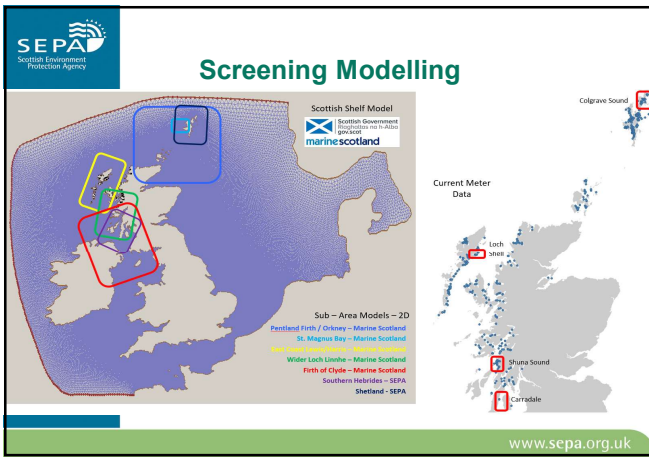 SEPA
Scottish Environment
Protection Agency
Screening Modelling
Scottish Shelf Model
Scottish Government
Riaghaltas na h-Alba
gov.scot
marinescotland
Sub – Area Models – 2D
Pentland Firth / Orkney – Marine Scotland
St. Magnus Bay – Marine Scotland
– Marine Scotland
Wider Loch Linnhe – Marine Scotland
Firth of Clyde – Marine Scotland
Southern Hebrides – SEPA
Shetland - SEPA
Colgrave Sound
Current Meter
Data
Loch
Shell
Shuna Sound
Carradale
www.sepa.org.uk